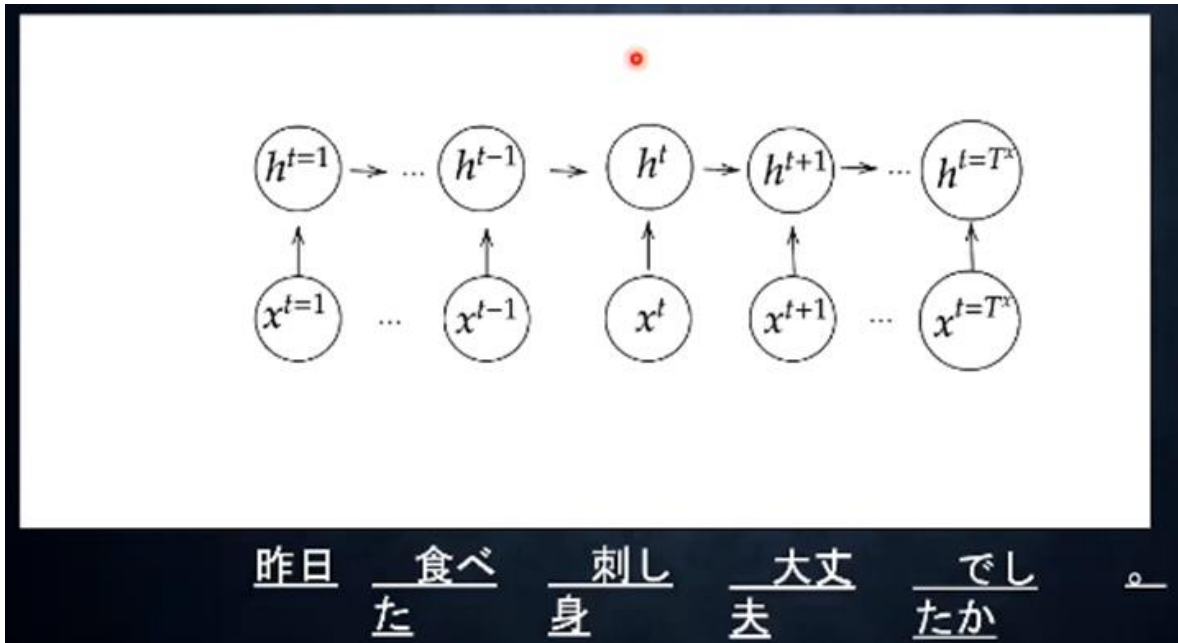 h^{t=1} → ... h^{t-1} → h^t → h^{t+1} → ... h^{t=T^x}
x^{t=1} ... x^{t-1} x^t x^{t+1} ... x^{t=T^x}
昨日 食べ 刺し 大丈 でし 。
た 身 夫 たか